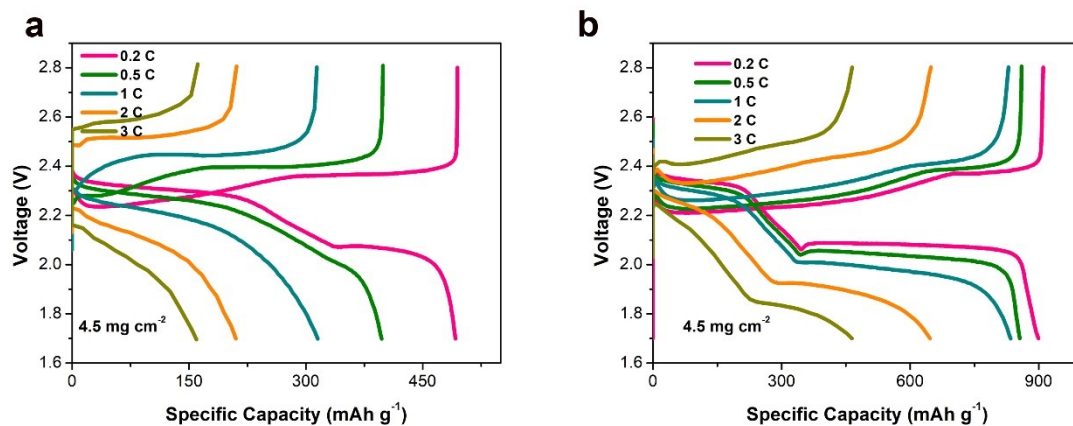 a
2.8
2.6
2.4
2.2
2.0
1.8
1.6
Voltage (V)
0.2 C
0.5 C
1 C
2 C
3 C
4.5 mg cm⁻²
0
150
300
450
Specific Capacity (mAh g⁻¹)
b
2.8
2.6
2.4
2.2
2.0
1.8
1.6
Voltage (V)
0.2 C
0.5 C
1 C
2 C
3 C
4.5 mg cm⁻²
0
300
600
900
Specific Capacity (mAh g⁻¹)